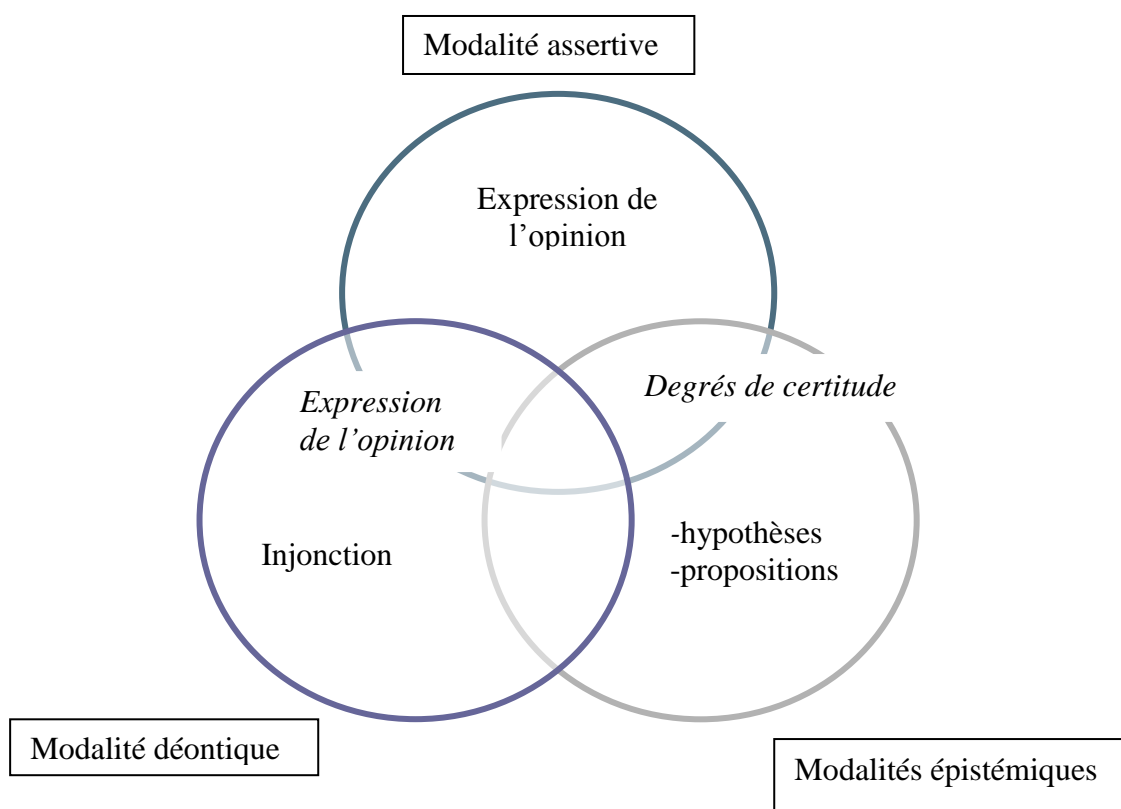 Modalité assertive
Expression de
l’opinion
Expression
de l’opinion
Degrés de certitude
Injonction
-hypothèses
-propositions
Modalité déontique
Modalités épistémiques